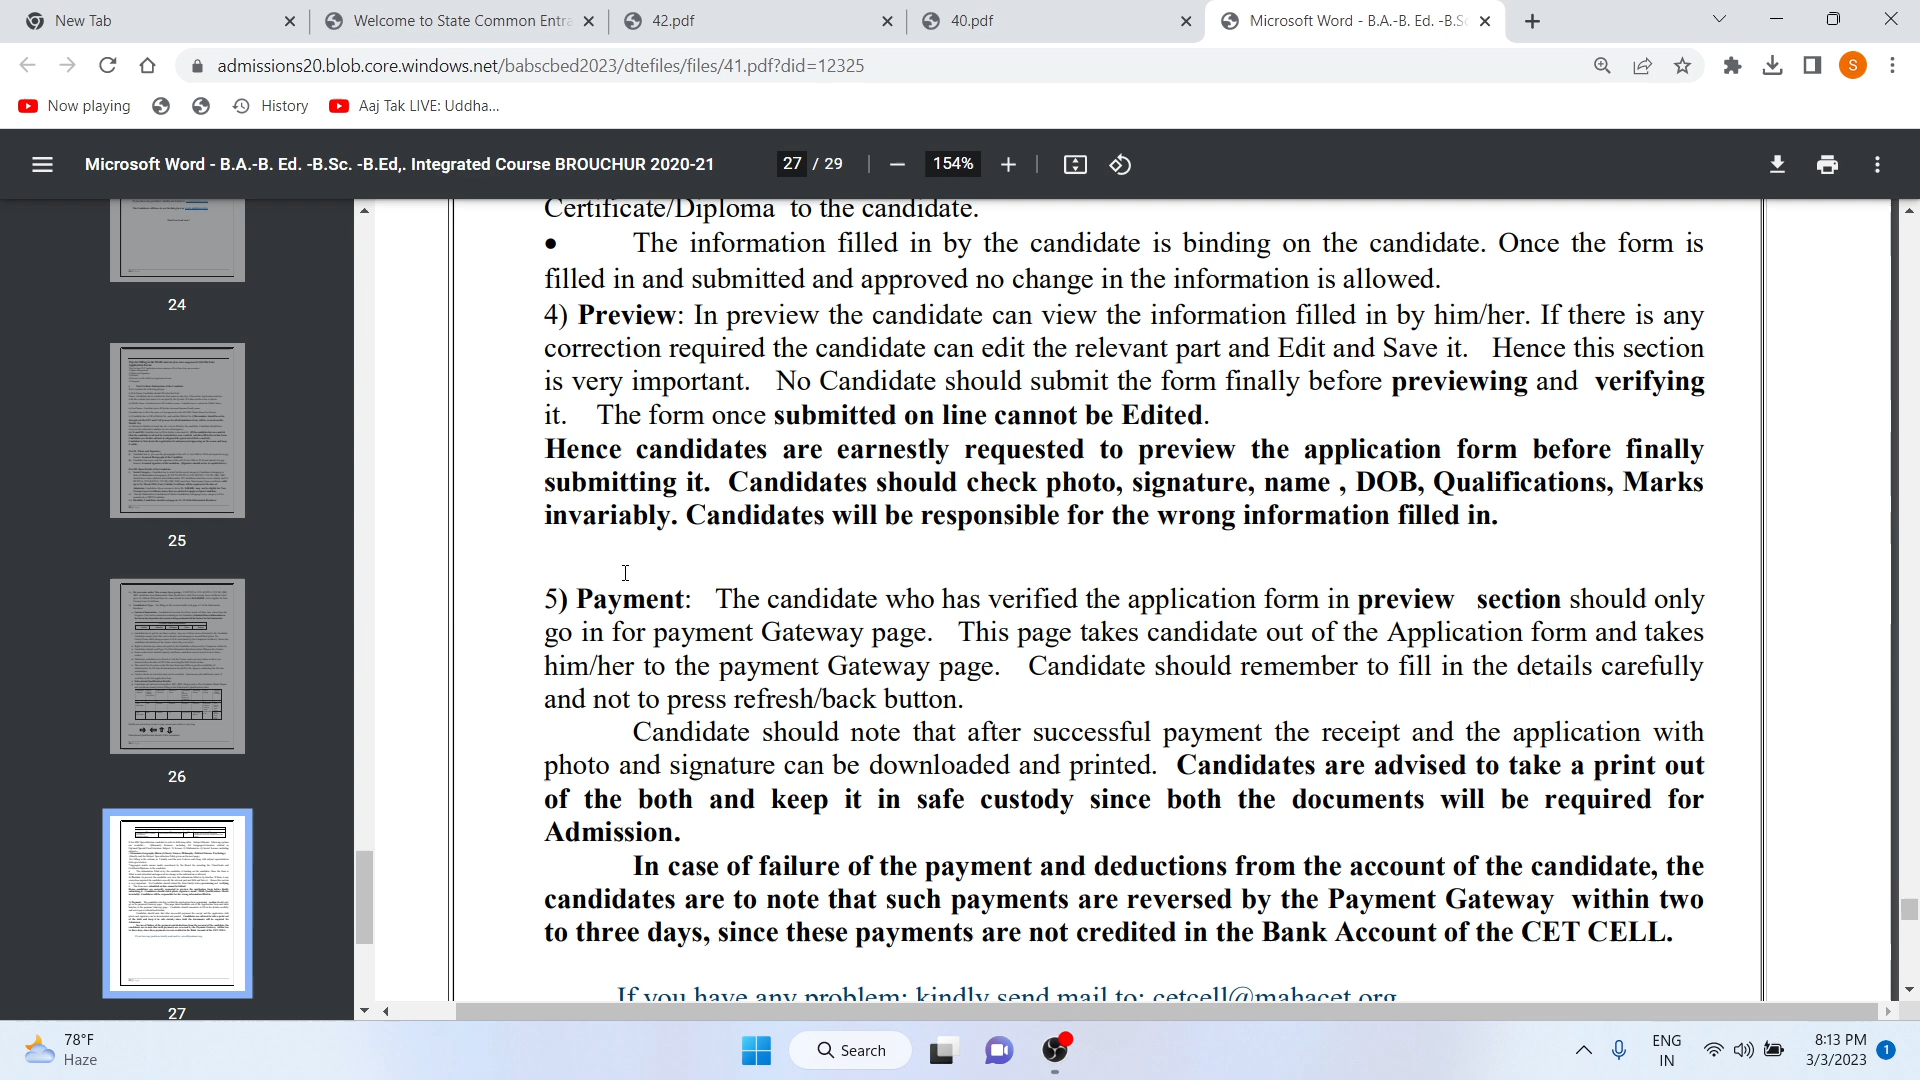 New Tab
Welcome to State Common Entra
42.pdf
40.pdf
Microsoft Word - B.A.-B. Ed. -B.Sc
admissions20.blob.core.windows.net/babscbed2023/dtefiles/files/41.pdf?did=12325
S
Now playing
History
Aaj Tak LIVE: Uddha...
Microsoft Word - B.A.-B. Ed. -B.Sc. -B.Ed,. Integrated Course BROUCHUR 2020-21
27 / 29
154%
24
25
26
27
Certificate/Diploma to the candidate.
• The information filled in by the candidate is binding on the candidate. Once the form is
filled in and submitted and approved no change in the information is allowed.
4) Preview: In preview the candidate can view the information filled in by him/her. If there is any
correction required the candidate can edit the relevant part and Edit and Save it. Hence this section
is very important. No Candidate should submit the form finally before previewing and verifying
it. The form once submitted on line cannot be Edited.
Hence candidates are earnestly requested to preview the application form before finally
submitting it. Candidates should check photo, signature, name , DOB, Qualifications, Marks
invariably. Candidates will be responsible for the wrong information filled in.
5) Payment: The candidate who has verified the application form in preview section should only
go in for payment Gateway page. This page takes candidate out of the Application form and takes
him/her to the payment Gateway page. Candidate should remember to fill in the details carefully
and not to press refresh/back button.
Candidate should note that after successful payment the receipt and the application with
photo and signature can be downloaded and printed. Candidates are advised to take a print out
of the both and keep it in safe custody since both the documents will be required for
Admission.
In case of failure of the payment and deductions from the account of the candidate, the
candidates are to note that such payments are reversed by the Payment Gateway within two
to three days, since these payments are not credited in the Bank Account of the CET CELL.
If you have any problem: kindly send mail to: cetcell@mahacet.org
78°F
Haze
Search
ENG
IN
8:13 PM
3/3/2023
1